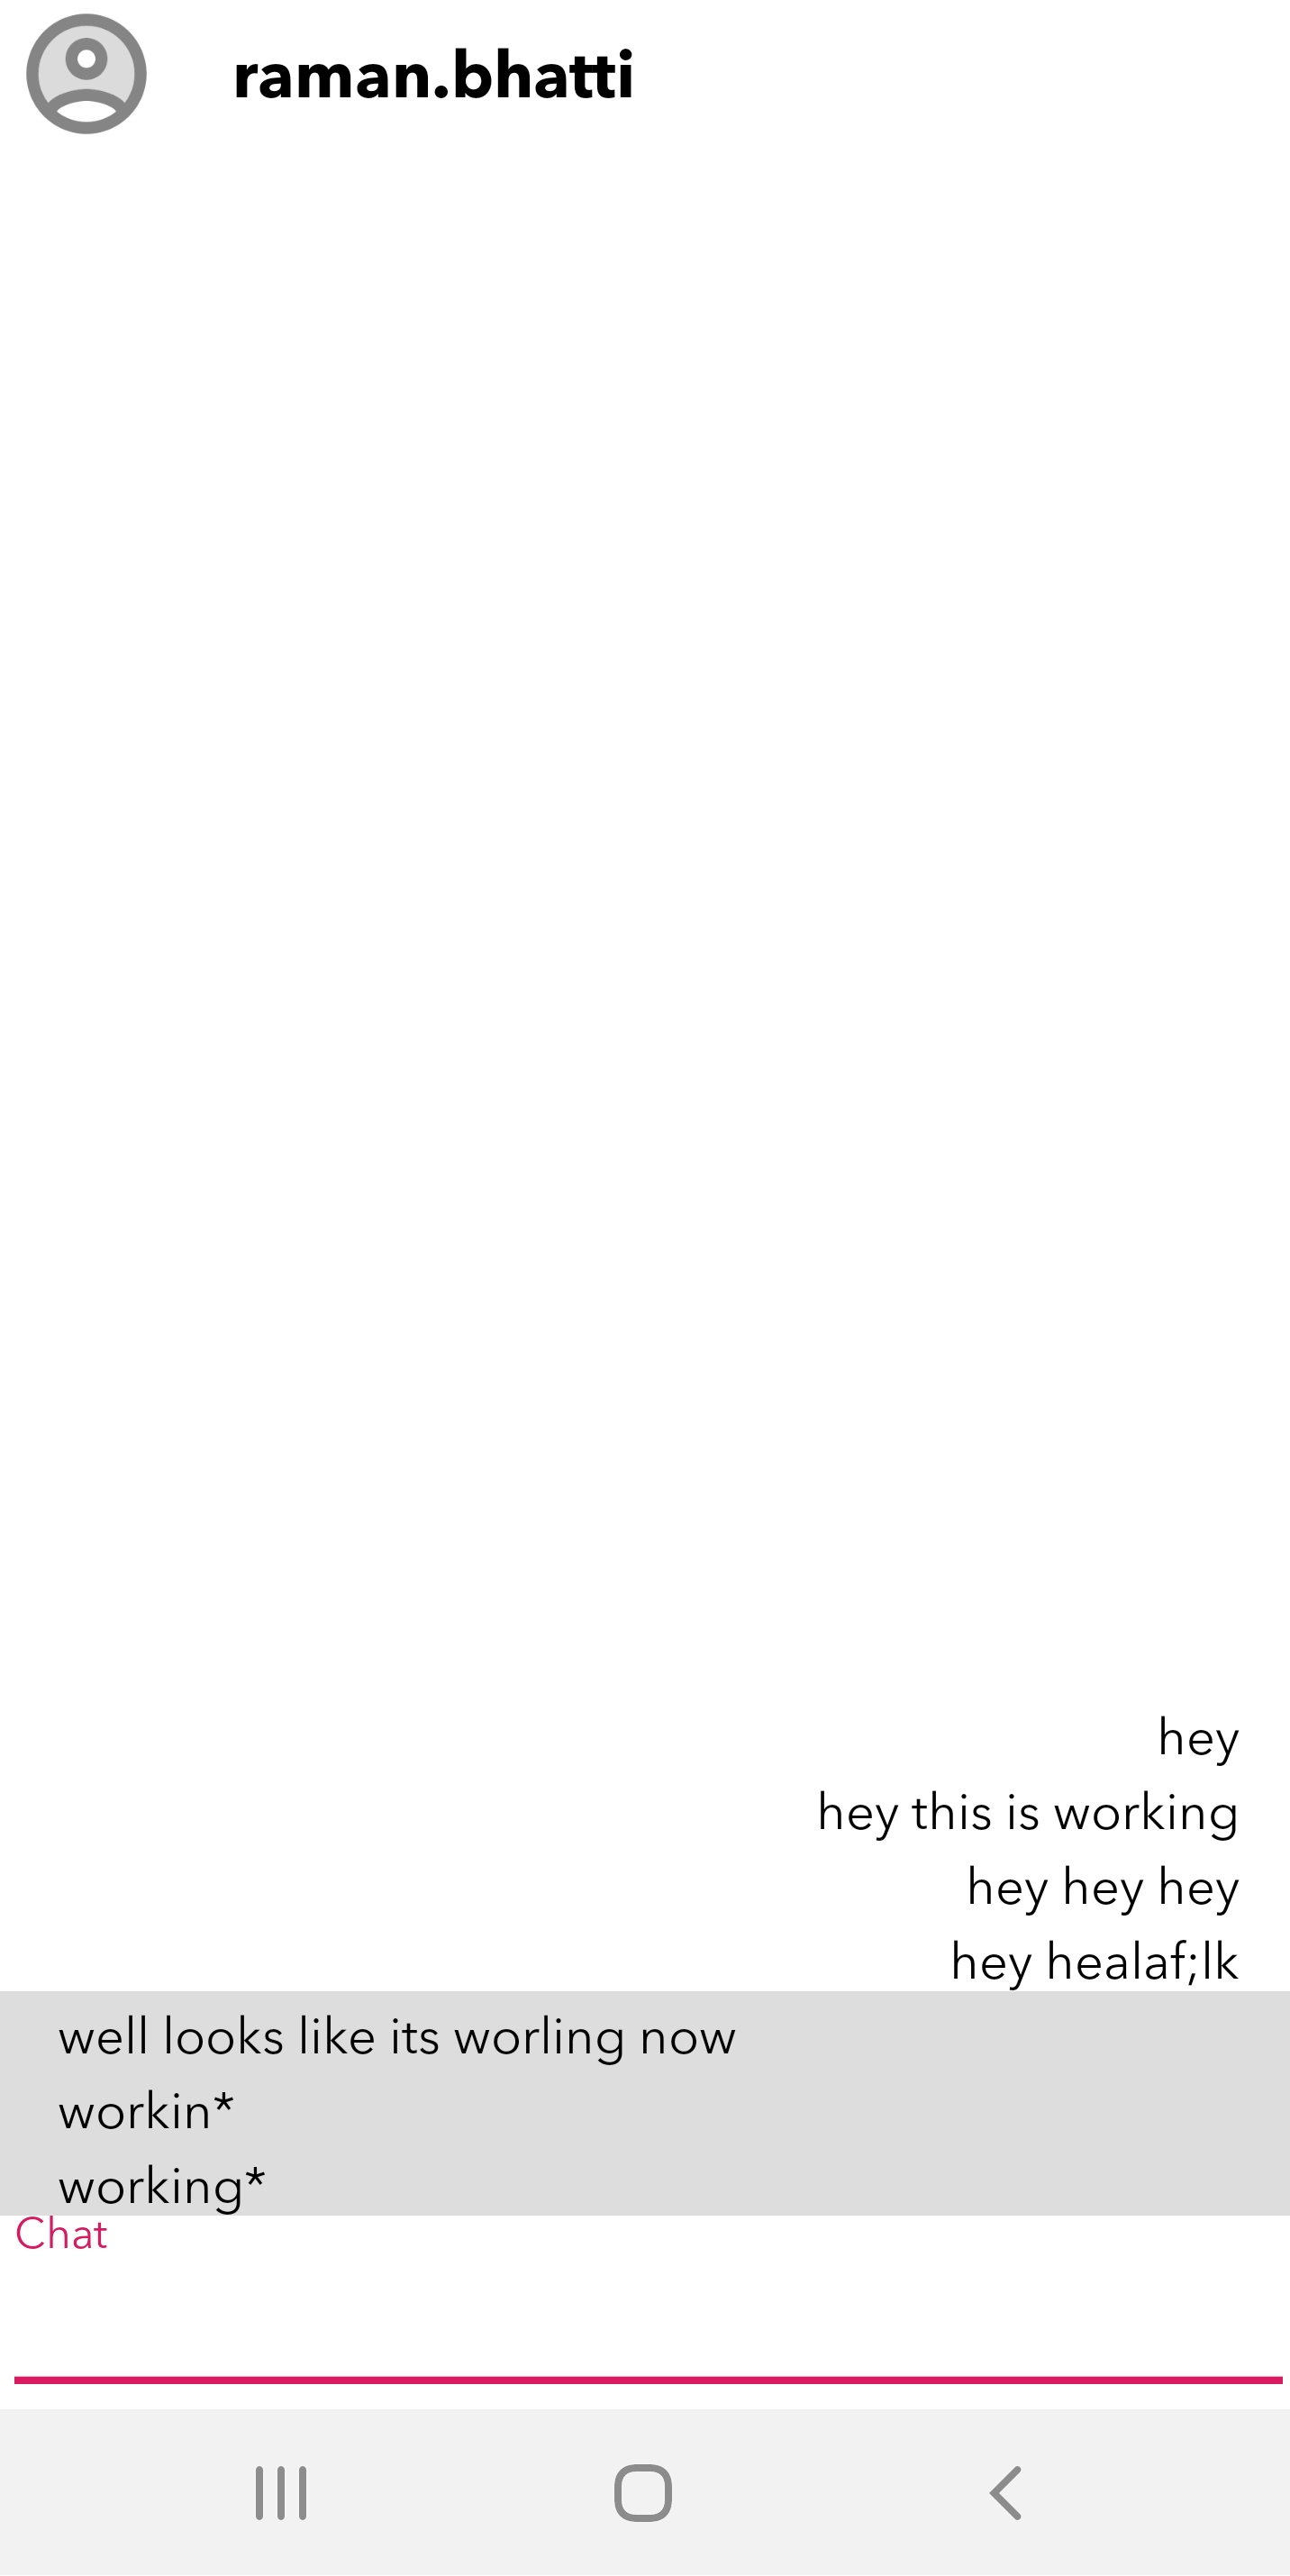 raman.bhatti
hey
hey this is working
hey hey hey
hey healaf;lk
well looks like its worling now
workin*
working*
Chat